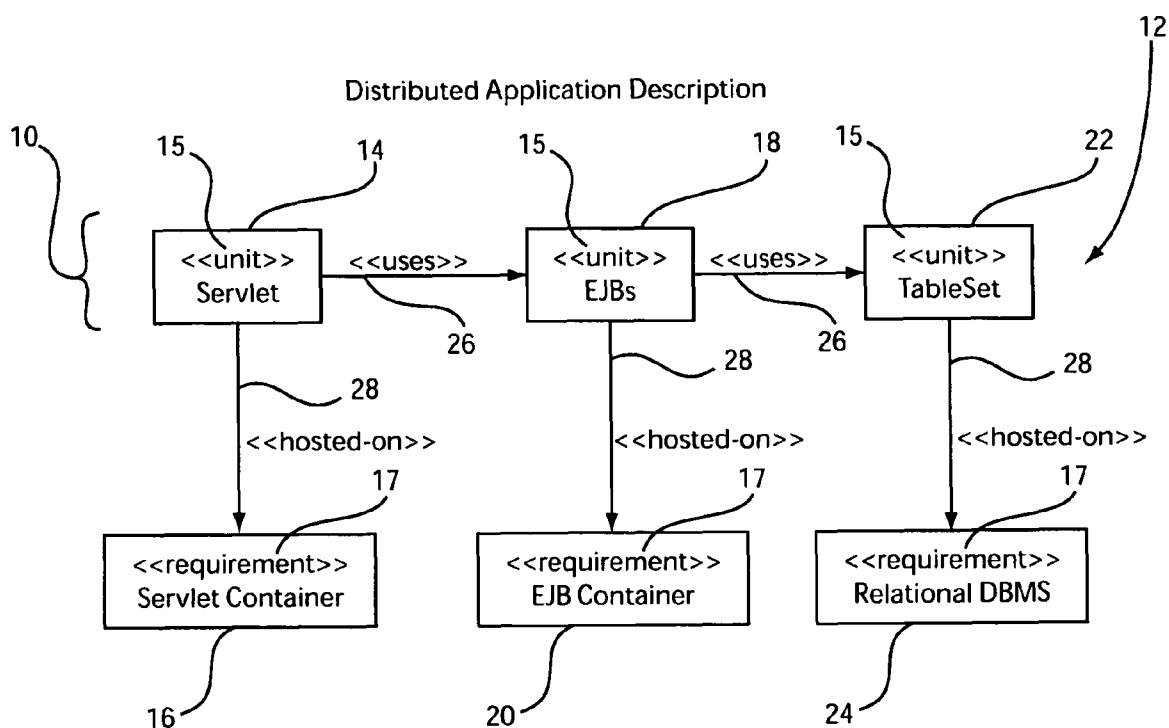 12
Distributed Application Description
10
15
14
15
18
15
22
<<unit>>
Servlet
<<uses>>
<<unit>>
EJBs
<<uses>>
<<unit>>
TableSet
26
26
28
28
28
<<hosted-on>>
<<hosted-on>>
<<hosted-on>>
17
17
17
<<requirement>>
Servlet Container
<<requirement>>
EJB Container
<<requirement>>
Relational DBMS
16
20
24